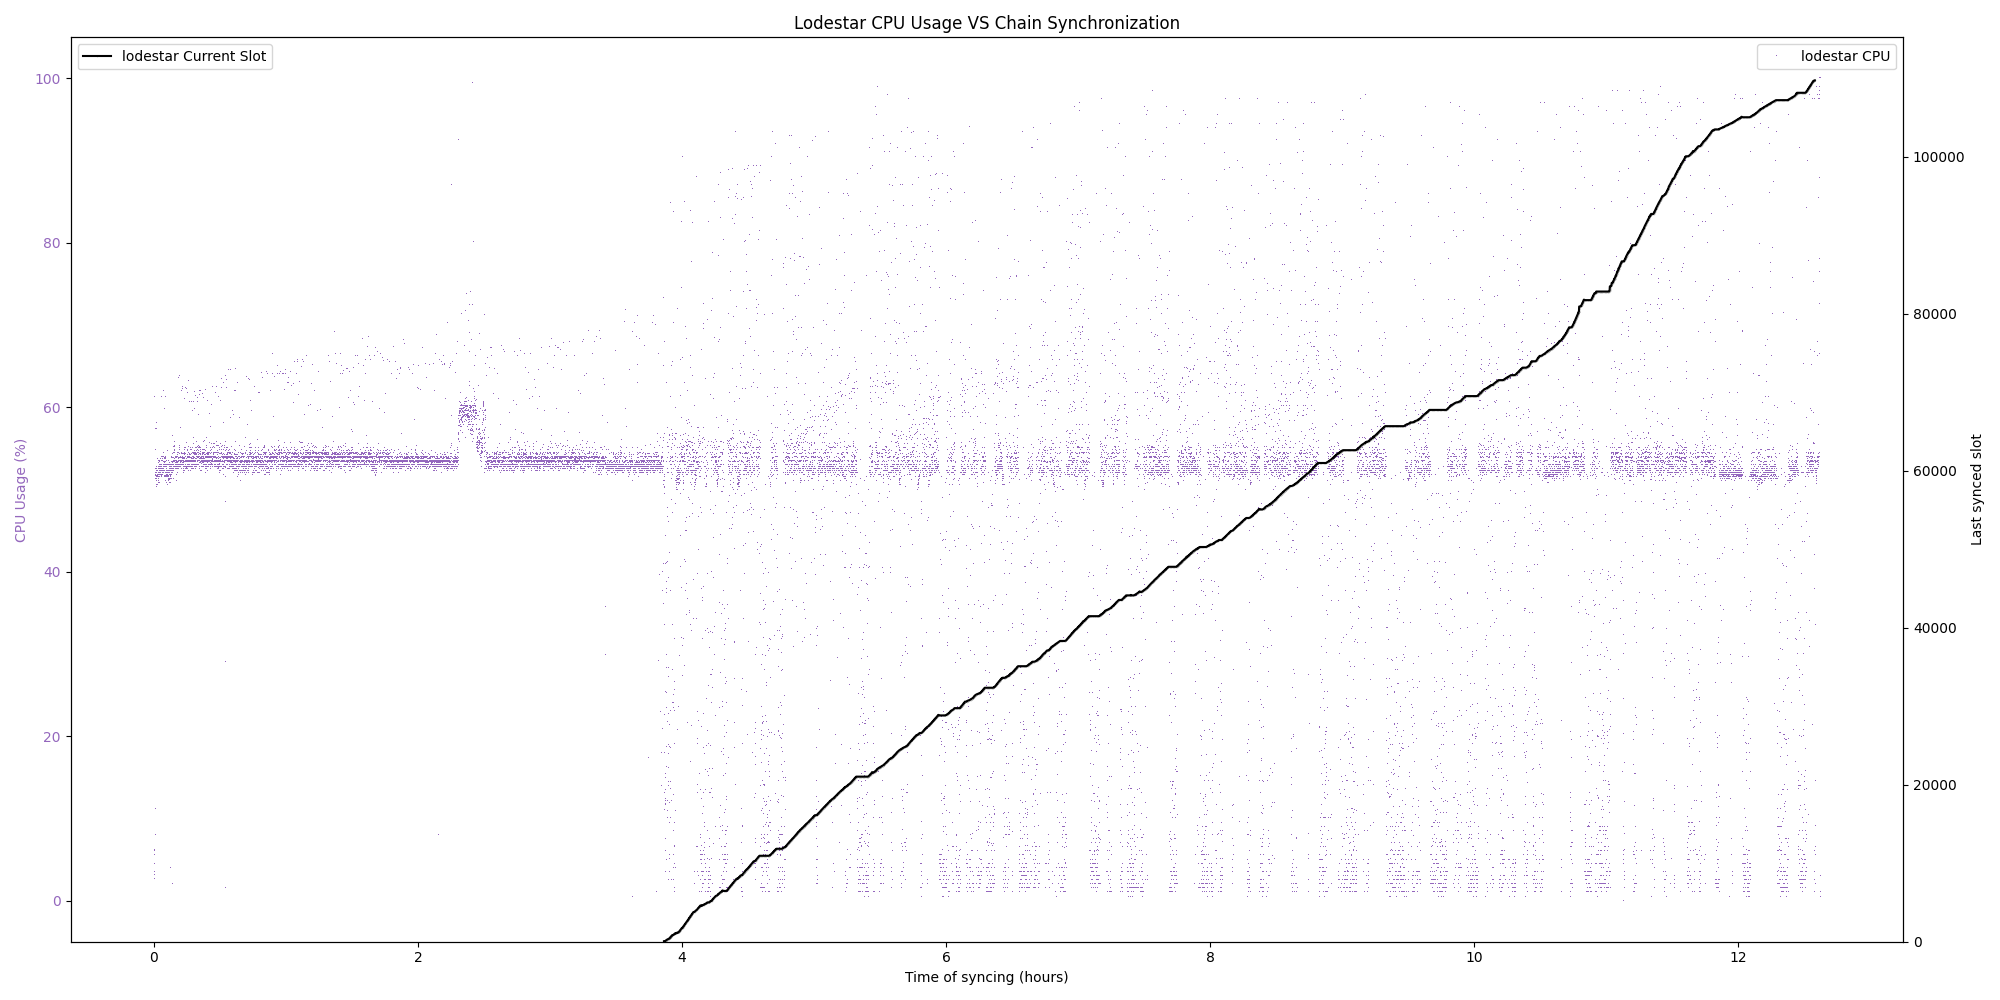 Lodestar CPU Usage VS Chain Synchronization
lodestar Current Slot
lodestar CPU
100
80
60
40
20
0
CPU Usage (%)
100000
80000
60000
40000
20000
0
Last synced slot
0 2 4 6 8 10 12
Time of syncing (hours)